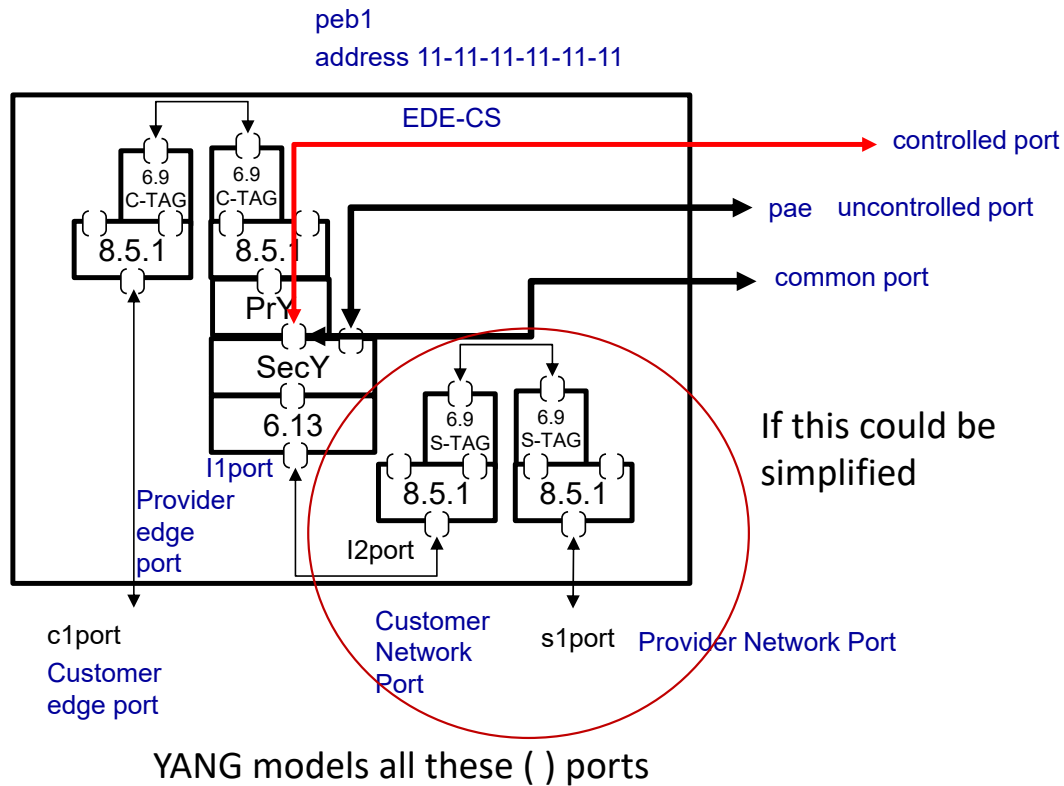 peb1
address 11-11-11-11-11-11
EDE-CS
controlled port
6.9
C-TAG
6.9
C-TAG
pae uncontrolled port
8.5.1
8.5.1
common port
PrY
SecY
6.9
S-TAG
6.9
S-TAG
6.13
If this could be
simplified
I1port
8.5.1
8.5.1
Provider
edge
port
I2port
c1port
Customer
edge port
Customer
Network
Port
s1port
Provider Network Port
YANG models all these ( ) ports